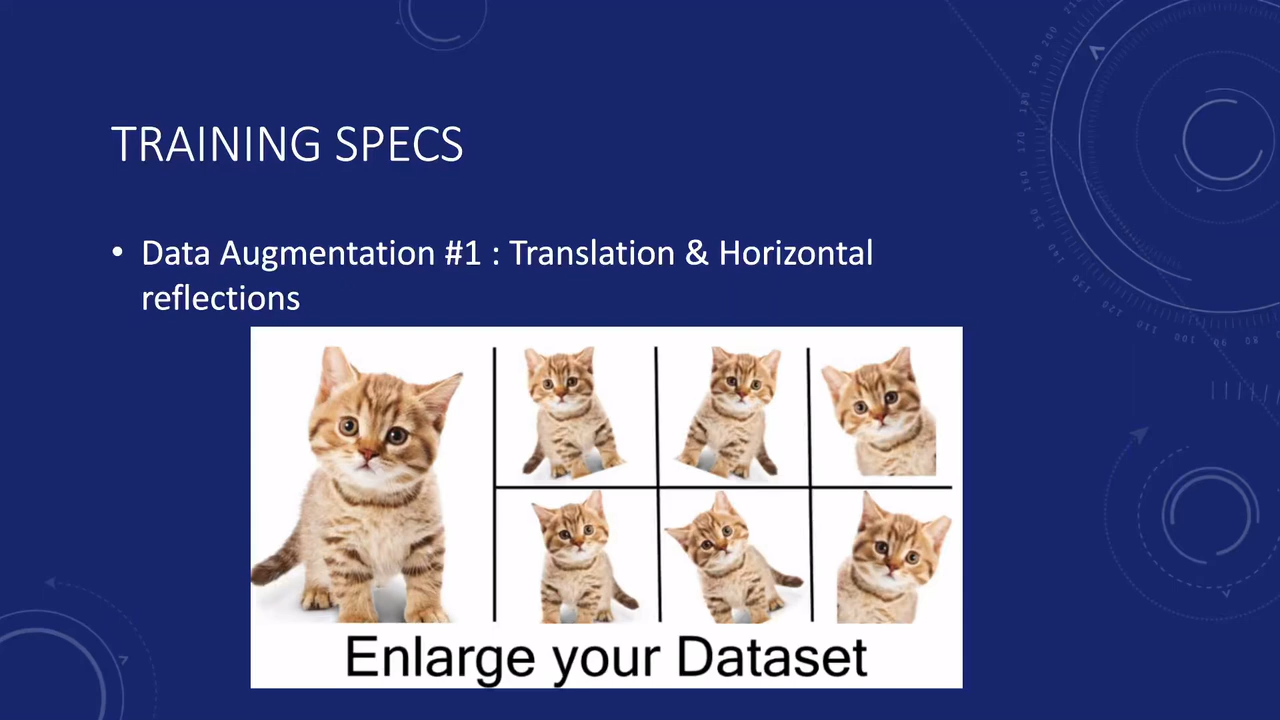 TRAINING SPECS
• Data Augmentation #1 : Translation & Horizontal
reflections
Enlarge your Dataset